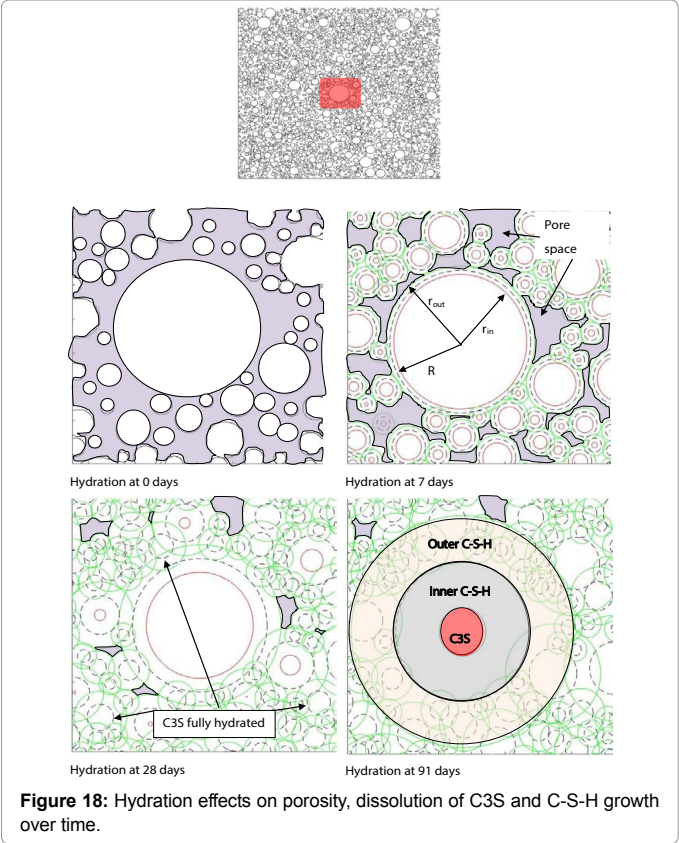 Pore
space
r_out
r_in
R
Hydration at 0 days
Hydration at 7 days
C3S fully hydrated
Outer C-S-H
Inner C-S-H
C3S
Hydration at 28 days
Hydration at 91 days
Figure 18: Hydration effects on porosity, dissolution of C3S and C-S-H growth
over time.